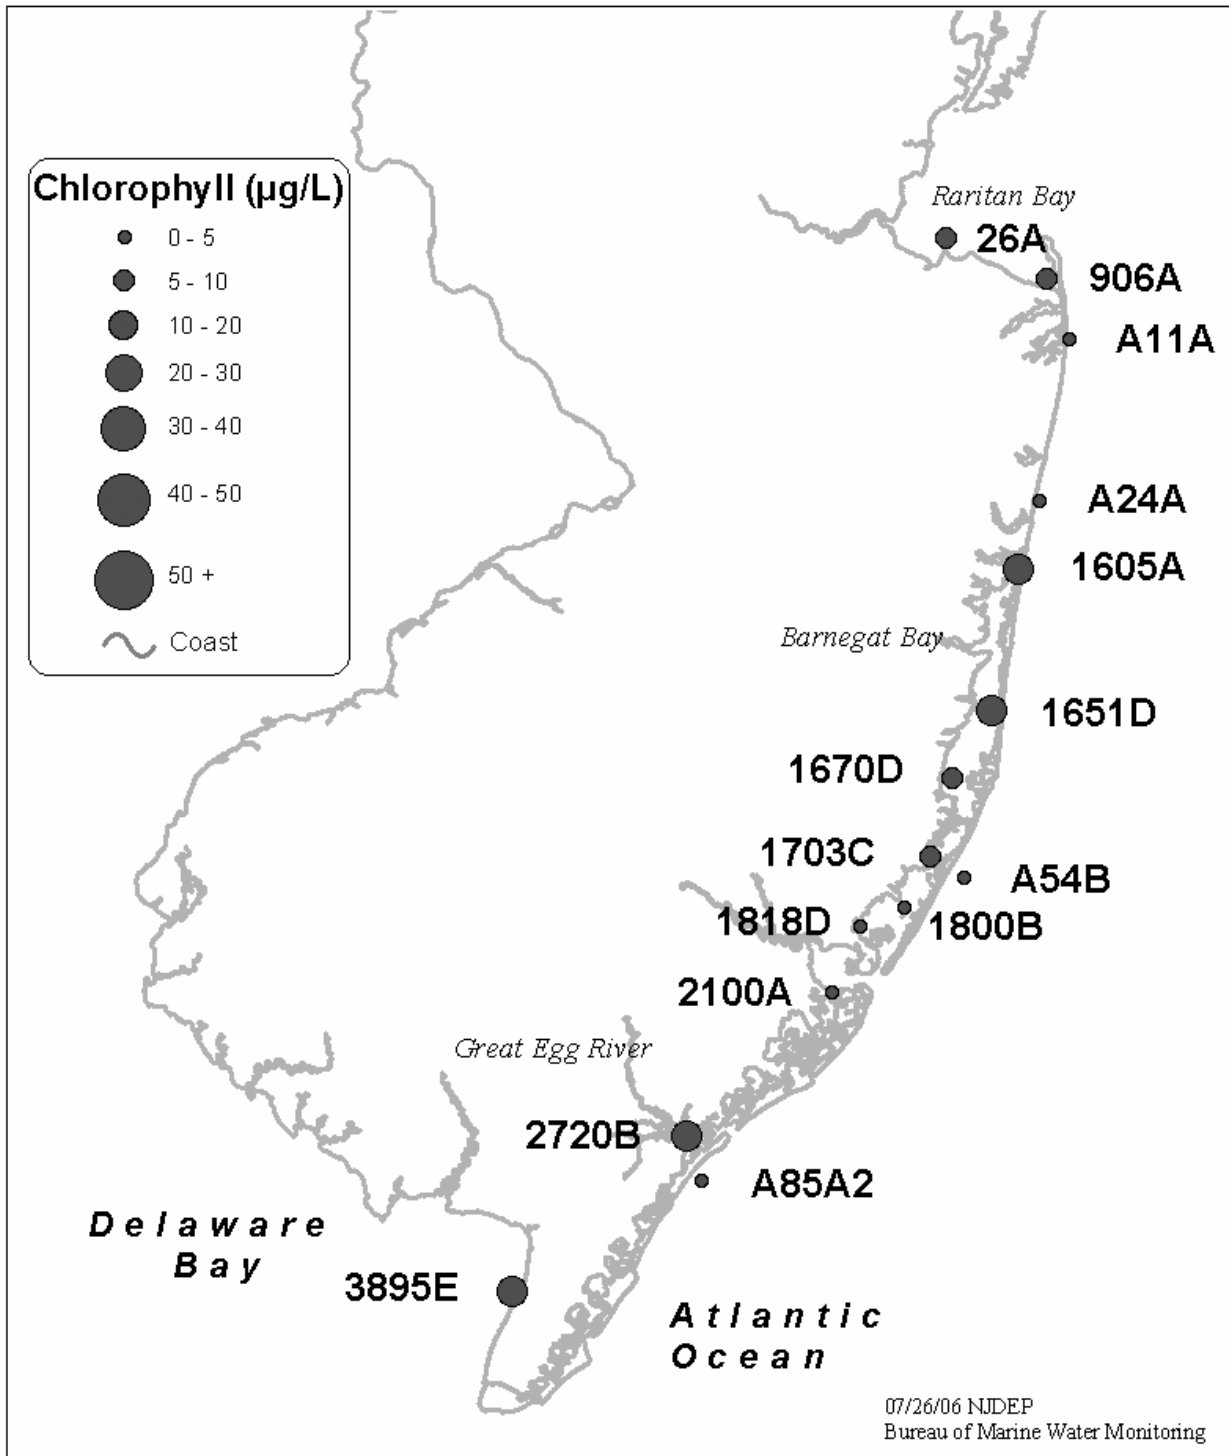 Chlorophyll (µg/L)
0 - 5
5 - 10
10 - 20
20 - 30
30 - 40
40 - 50
50 +
Coast
Raritan Bay
26A
906A
A11A
A24A
1605A
Barnegat Bay
1651D
1670D
1703C
A54B
1818D
1800B
2100A
Great Egg River
2720B
A85A2
Delaware
Bay
3895E
Atlantic
Ocean
07/26/06 NJDEP
Bureau of Marine Water Monitoring